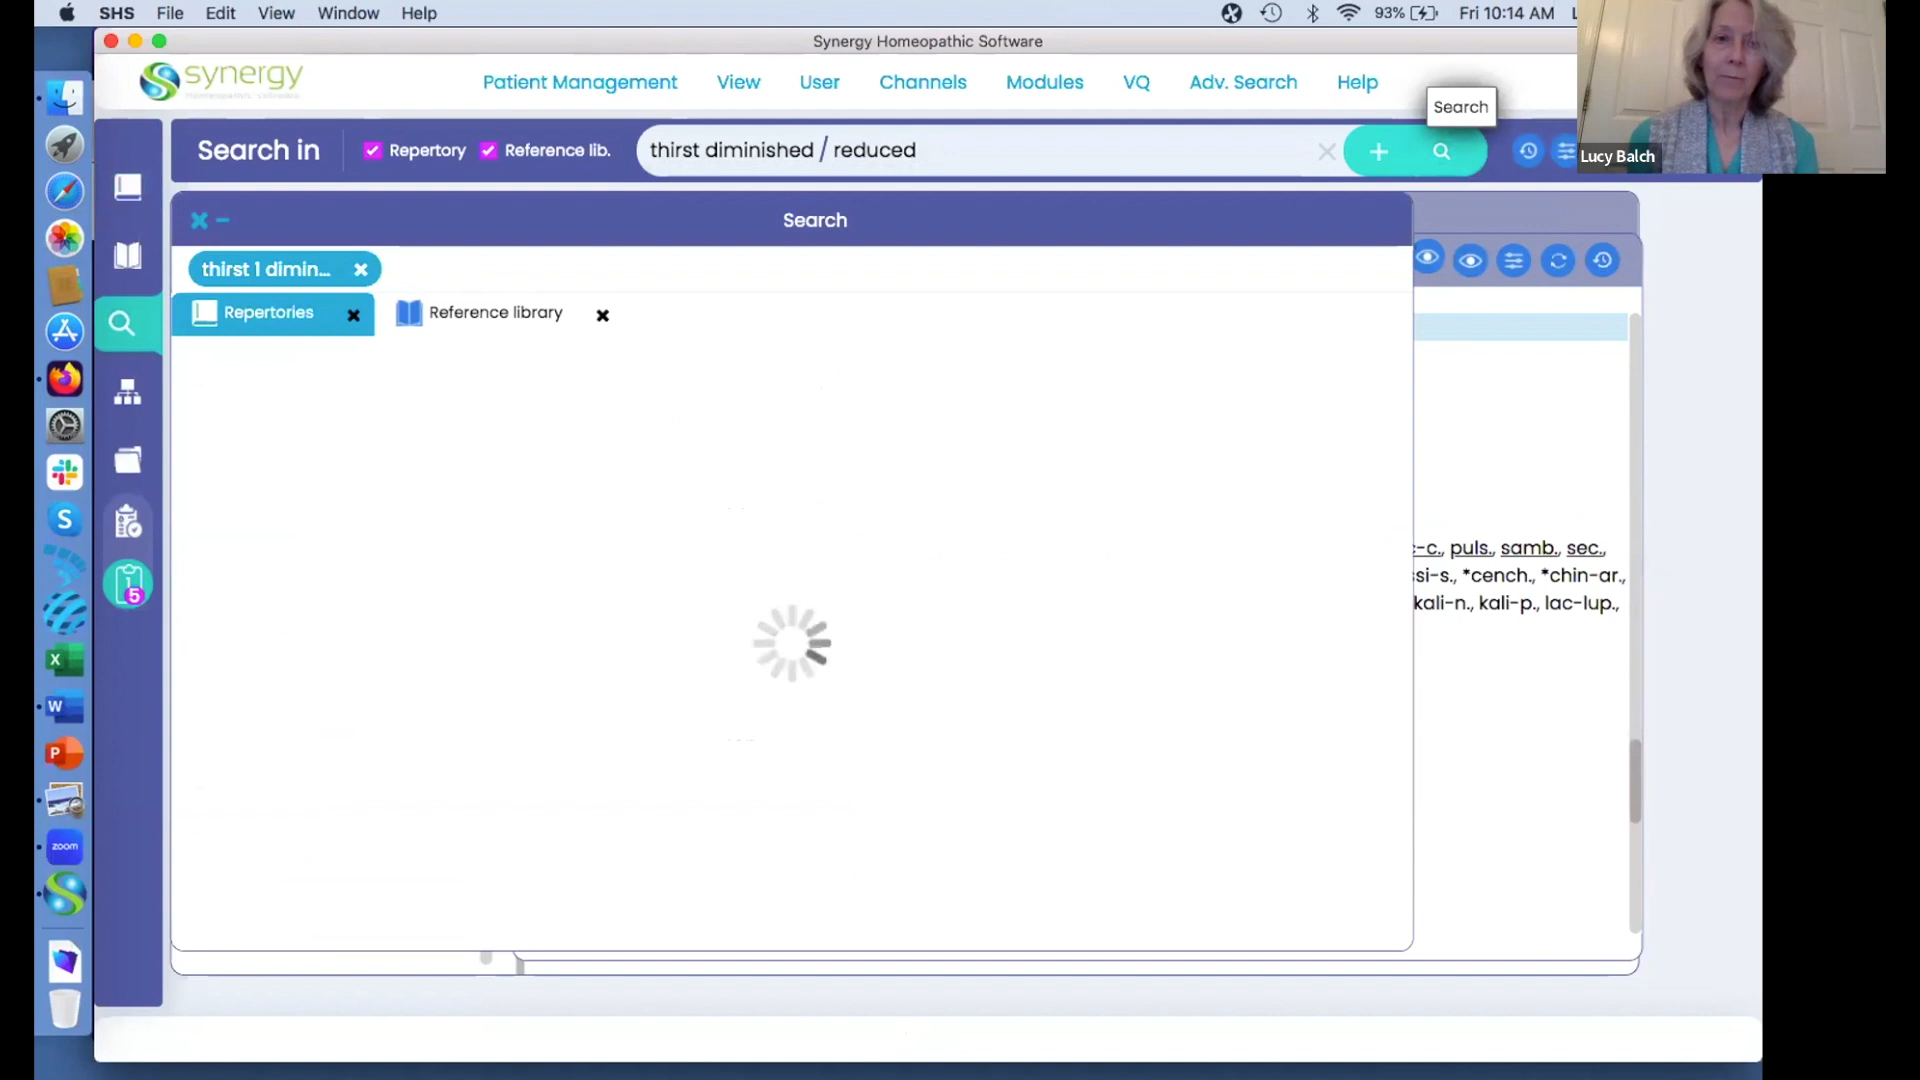 SHS File Edit View Window Help 93% Fri 10:14 AM L
Synergy Homeopathic Software
synergy
Patient Management View User Channels Modules VQ Adv. Search Help
Search
Search in Repertory Reference lib. thirst diminished / reduced
Lucy Balch
Search
thirst 1 dimin...
Repertories Reference library
-c., puls., samb., sec.,
si-s., *cench., *chin-ar.,
kali-n., kali-p., lac-lup.,
5
S
X
W
P
zoom